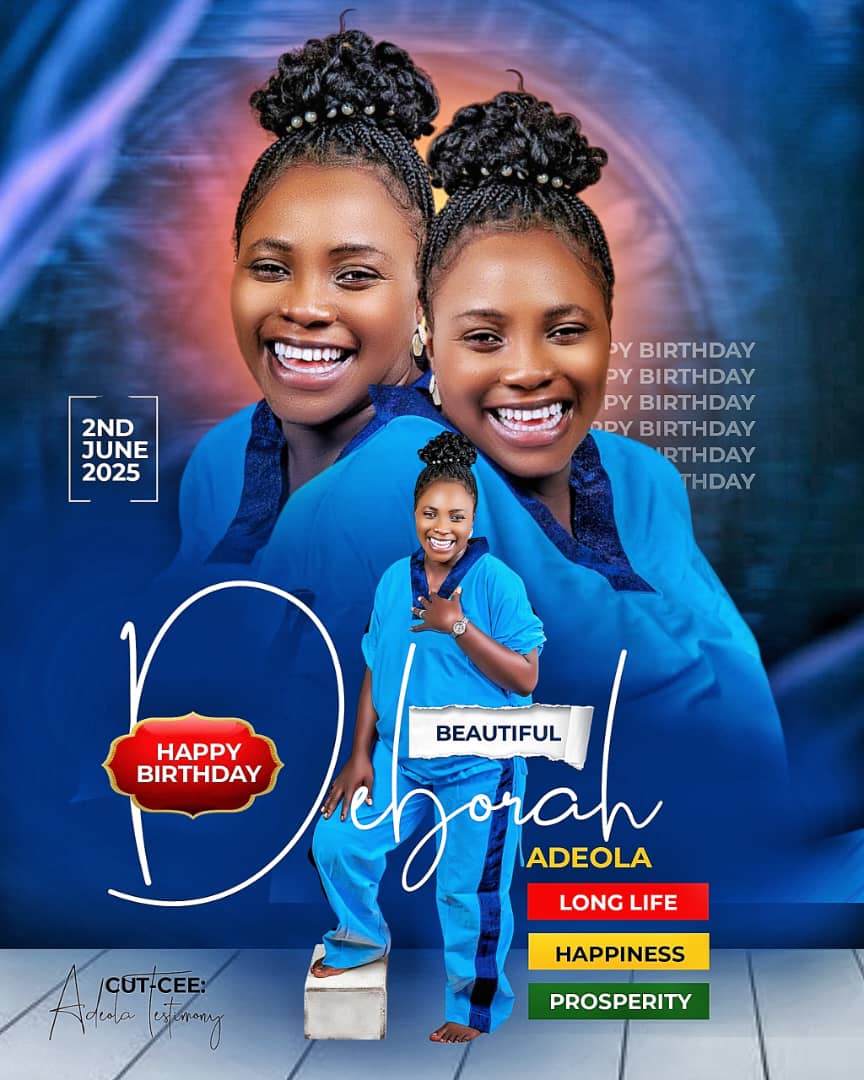 PY BIRTHDAY
PY BIRTHDAY
PY BIRTHDAY
PPY BIRTHDAY
IRTHDAY
THDAY
2ND
JUNE
2025
HAPPY
BIRTHDAY
BEAUTIFUL
Deborah
ADEOLA
LONG LIFE
HAPPINESS
PROSPERITY
CUT-CEE:
Adeola Testimony